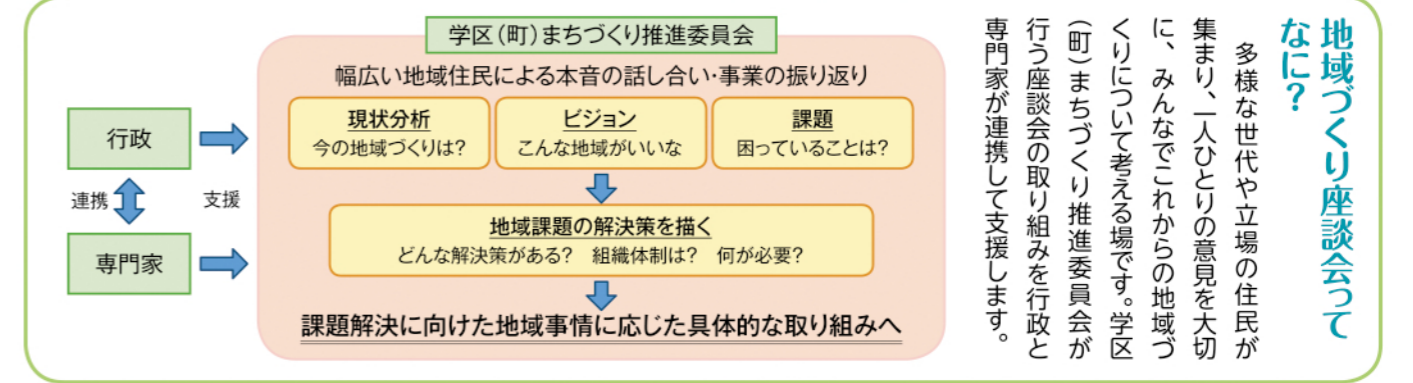 地域づくり座談会って
なに?
多様な世代や立場の住民が
集まり、一人ひとりの意見を大切
に、みんなでこれからの地域づ
くりについて考える場です。学区
(町)まちづくり推進委員会が
行う座談会の取り組みを行政と
専門家が連携して支援します。
学区(町)まちづくり推進委員会
幅広い地域住民による本音の話し合い・事業の振り返り
現状分析
今の地域づくりは?
ビジョン
こんな地域がいいな
課題
困っていることは?
行政
連携
支援
専門家
地域課題の解決策を描く
どんな解決策がある? 組織体制は? 何が必要?
課題解決に向けた地域事情に応じた具体的な取り組みへ